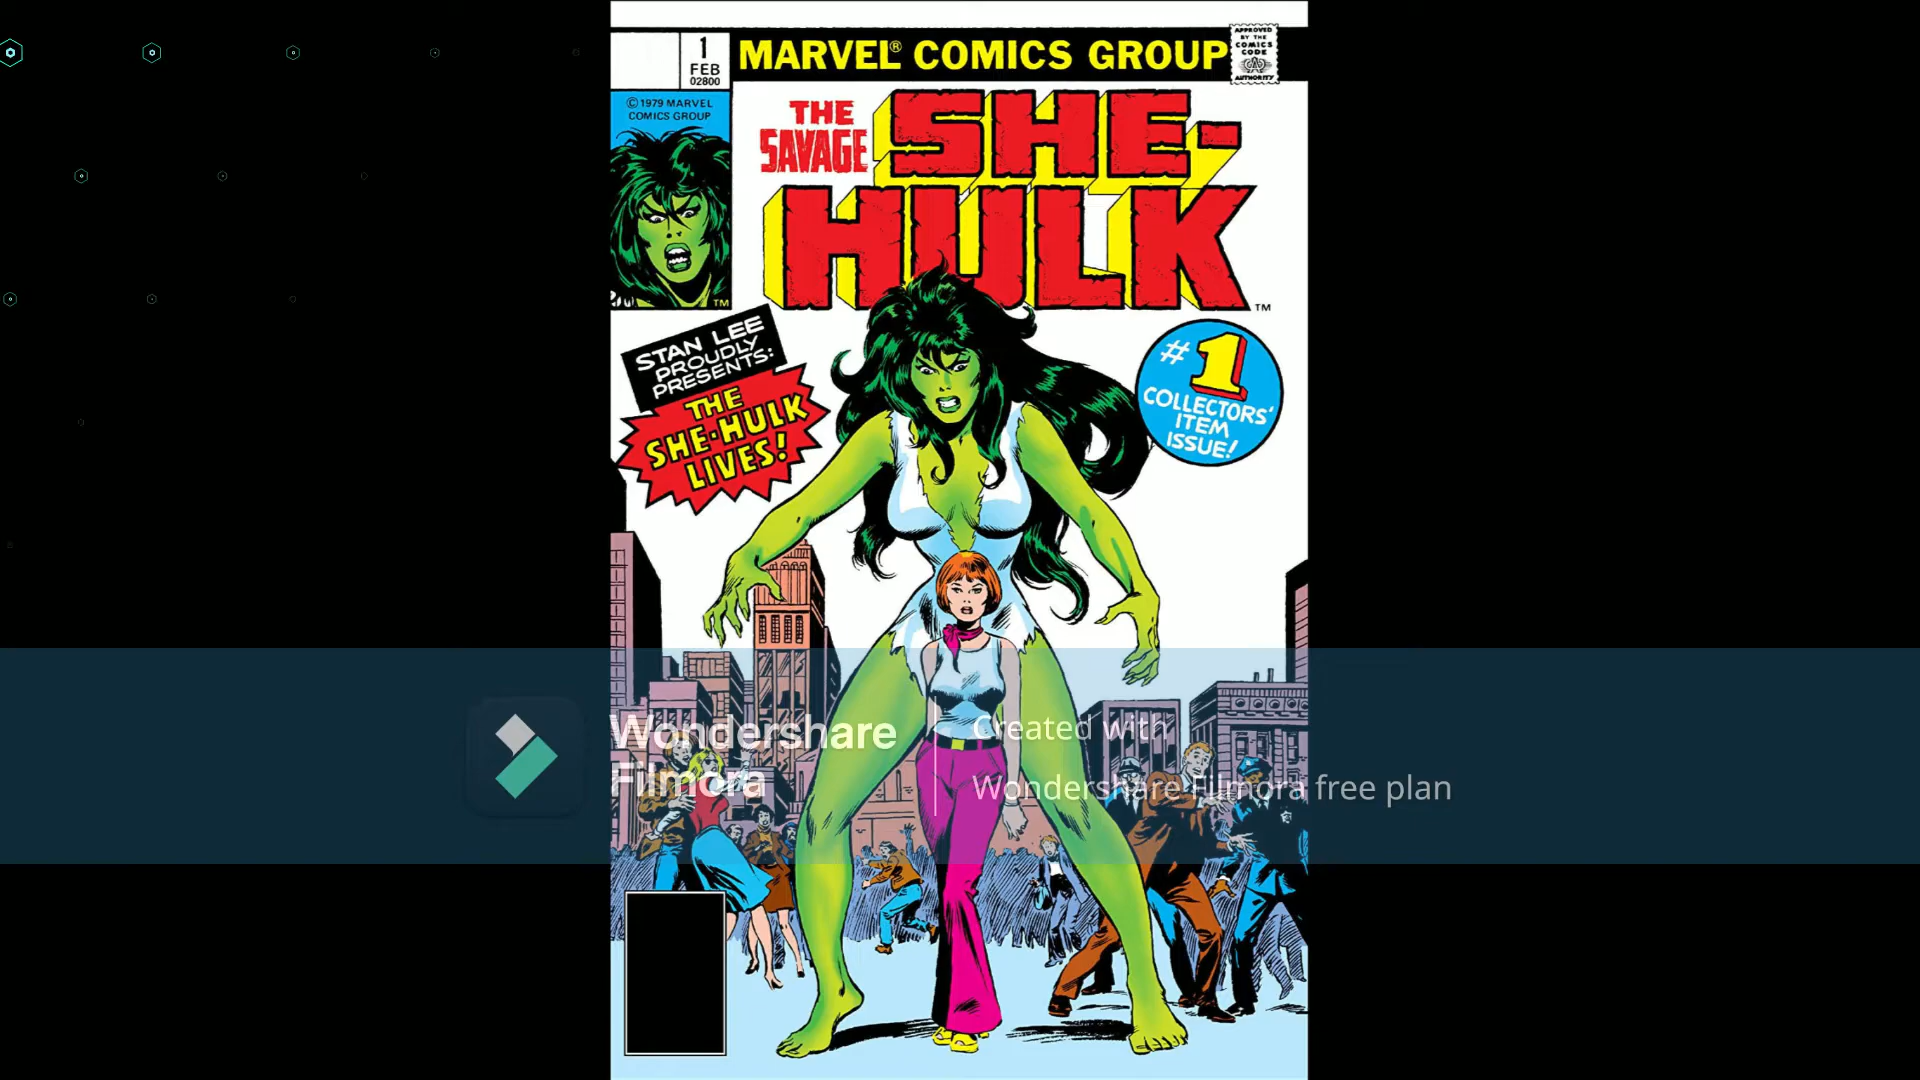 1
FEB
02800
MARVEL® COMICS GROUP
APPROVED
BY THE
COMICS
CODE
CA
AUTHORITY
© 1979 MARVEL
COMICS GROUP
THE
SAVAGE
SHE-
HULK
TM
TM
STAN LEE
PROUDLY
PRESENTS:
THE
SHE-HULK
LIVES!
#1
COLLECTORS'
ITEM
ISSUE!
Wondershare
Filmora
Created with
Wondershare Filmora free plan